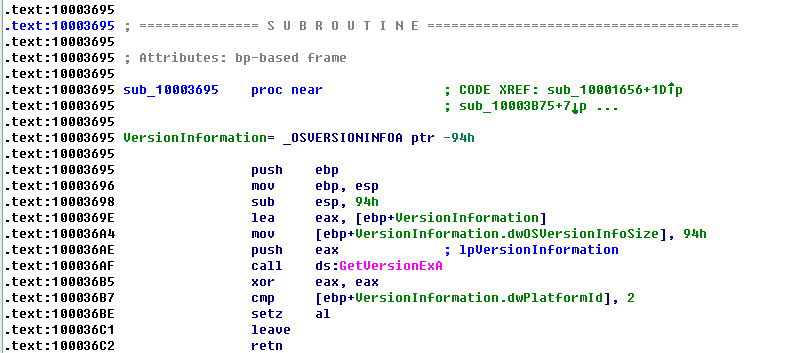 .text:10003695
.text:10003695 ; =============== S U B R O U T I N E =======================================
.text:10003695
.text:10003695 ; Attributes: bp-based frame
.text:10003695
.text:10003695 sub_10003695 proc near ; CODE XREF: sub_10001656+1D↑p
.text:10003695 ; sub_10003B75+7↓p ...
.text:10003695
.text:10003695 VersionInformation= _OSVERSIONINFOA ptr -94h
.text:10003695
.text:10003695 push ebp
.text:10003696 mov ebp, esp
.text:10003698 sub esp, 94h
.text:1000369E lea eax, [ebp+VersionInformation]
.text:100036A4 mov [ebp+VersionInformation.dwOSVersionInfoSize], 94h
.text:100036AE push eax ; lpVersionInformation
.text:100036AF call ds:GetVersionExA
.text:100036B5 xor eax, eax
.text:100036B7 cmp [ebp+VersionInformation.dwPlatformId], 2
.text:100036BE setz al
.text:100036C1 leave
.text:100036C2 retn